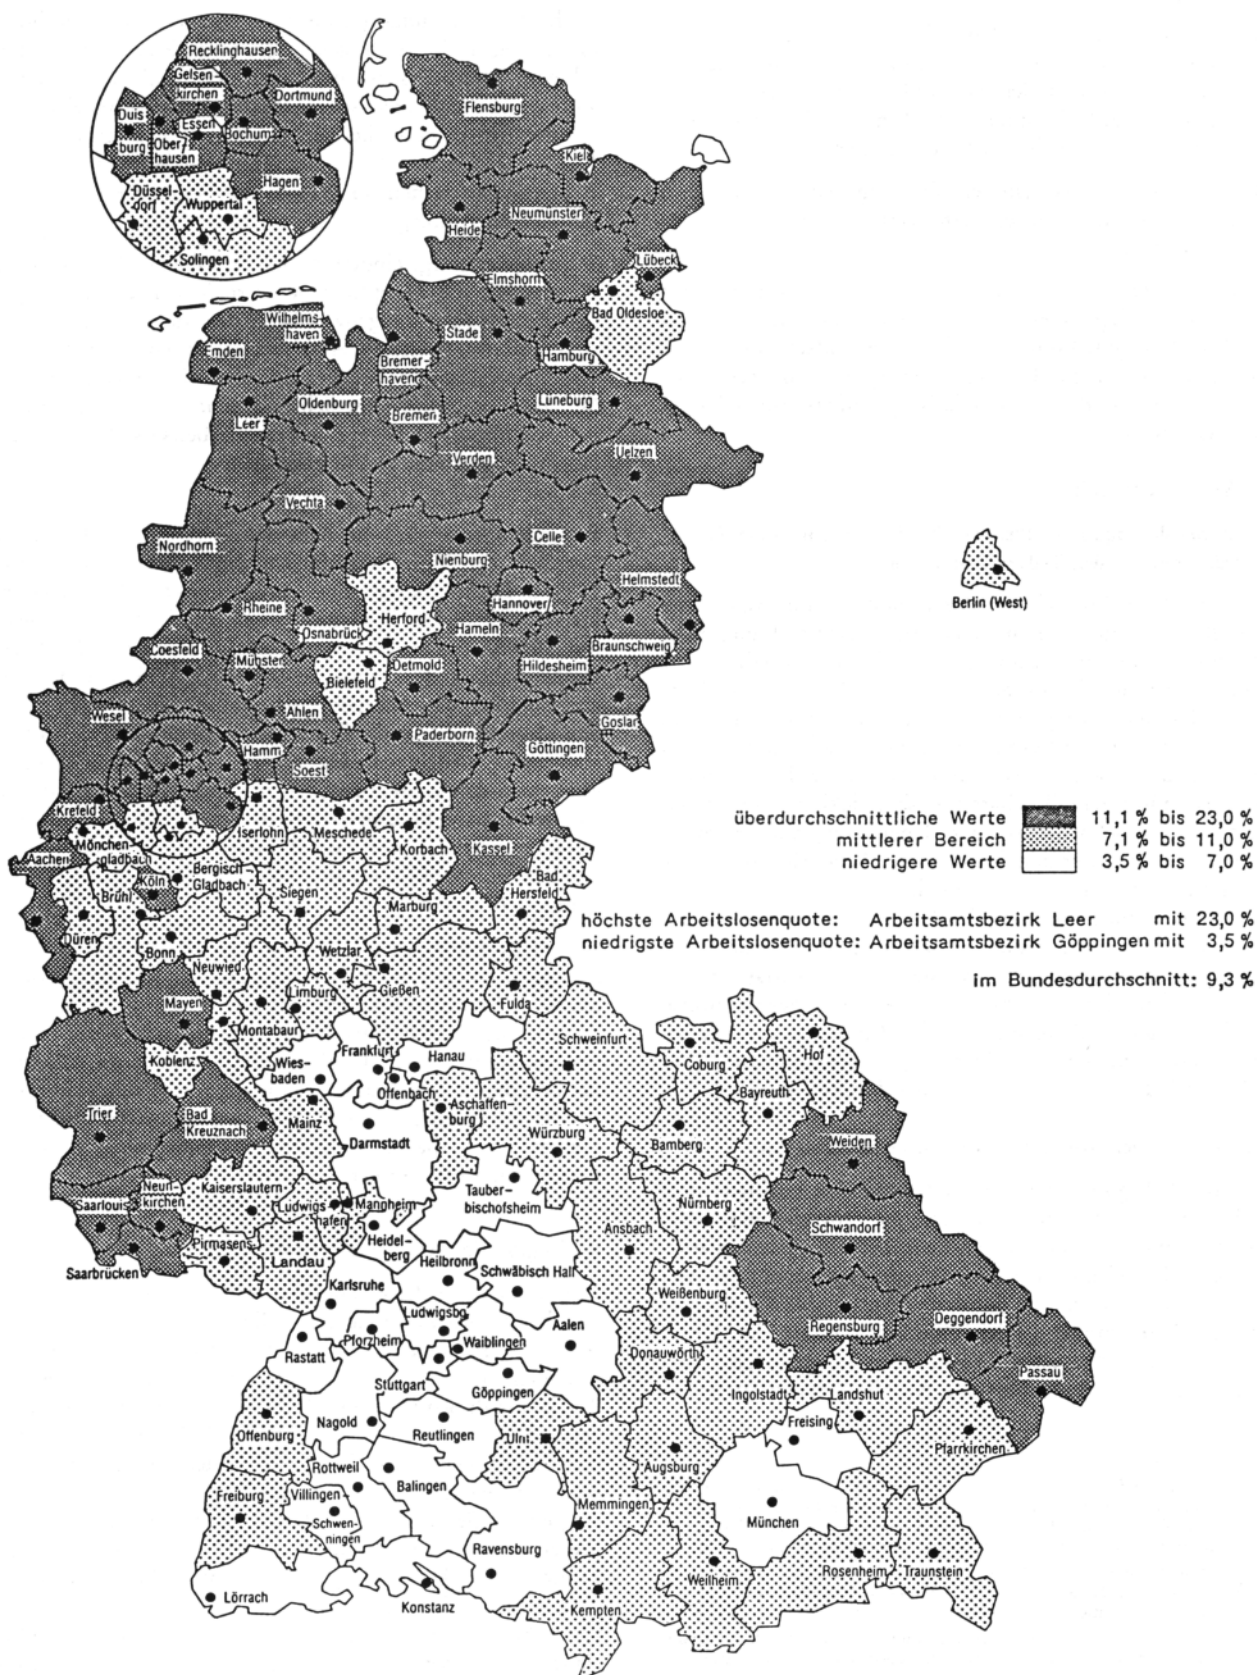 Recklinghausen
Gelsen-
kirchen
Dortmund
Duis
burg
Essen
Bochum
Ober-
hausen
Hagen
Düssel-
dorf
Wuppertal
Solingen
Flensburg
Kiel
Heide
Neumünster
Lübeck
Elmshorn
Bad Oldesloe
Wilhelms-
haven
Stade
Hamburg
Emden
Bremer-
haven
Oldenburg
Bremen
Lüneburg
Leer
Verden
Uelzen
Vechta
Celle
Nordhorn
Nienburg
Helmstedt
Hannover
Berlin (West)
Rheine
Osnabrück
Herford
Hameln
Braunschweig
Coesfeld
Münster
Bielefeld
Detmold
Hildesheim
Ahlen
Goslar
Wesel
Paderborn
Hamm
Göttingen
Soest
Krefeld
Iserlohn
Meschede
Korbach
Kassel
überdurchschnittliche Werte 11,1 % bis 23,0 %
mittlerer Bereich 7,1 % bis 11,0 %
niedrigere Werte 3,5 % bis 7,0 %
Mönchen-
gladbach
Aachen
Bergisch
Gladbach
Köln
Brühl
Siegen
Bad
Hersfeld
Marburg
höchste Arbeitslosenquote: Arbeitsamtsbezirk Leer mit 23,0 %
niedrigste Arbeitslosenquote: Arbeitsamtsbezirk Göppingen mit 3,5 %
im Bundesdurchschnitt: 9,3 %
Düren
Bonn
Wetzlar
Neuwied
Gießen
Limburg
Fulda
Mayen
Montabaur
Schweinfurt
Koblenz
Wies-
baden
Frankfurt
Hanau
Offenbach
Coburg
Hof
Bayreuth
Trier
Bad
Kreuznach
Mainz
Darmstadt
Aschaffen-
burg
Würzburg
Bamberg
Weiden
Neun-
kirchen
Kaiserslautern
Saarlouis
Ludwigs
hafen
Manheim
Tauber-
bischofsheim
Nürnberg
Ansbach
Schwandorf
Pirmasens
Landau
Heidel-
berg
Saarbrücken
Heilbronn
Schwäbisch Hall
Karlsruhe
Weißenburg
Regensburg
Deggendorf
Ludwigsbg.
Pforzheim
Waiblingen
Aalen
Rastatt
Donauwörth
Passau
Stuttgart
Göppingen
Ingolstadt
Landshut
Nagold
Reutlingen
Ulm
Freising
Offenburg
Pfarrkirchen
Augsburg
Rottweil
Balingen
Freiburg
Villingen
Schwen-
ningen
Memmingen
München
Ravensburg
Weilheim
Rosenheim
Traunstein
Lörrach
Konstanz
Kempten